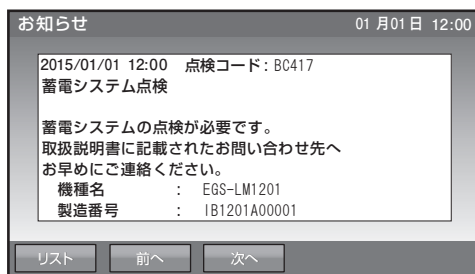 お知らせ 01 月01日 12:00
2015/01/01 12:00 点検コード：BC417
蓄電システム点検
蓄電システムの点検が必要です。
取扱説明書に記載されたお問い合わせ先へ
お早めにご連絡ください。
機種名 ： EGS-LM1201
製造番号 ： IB1201A00001
リスト 前へ 次へ